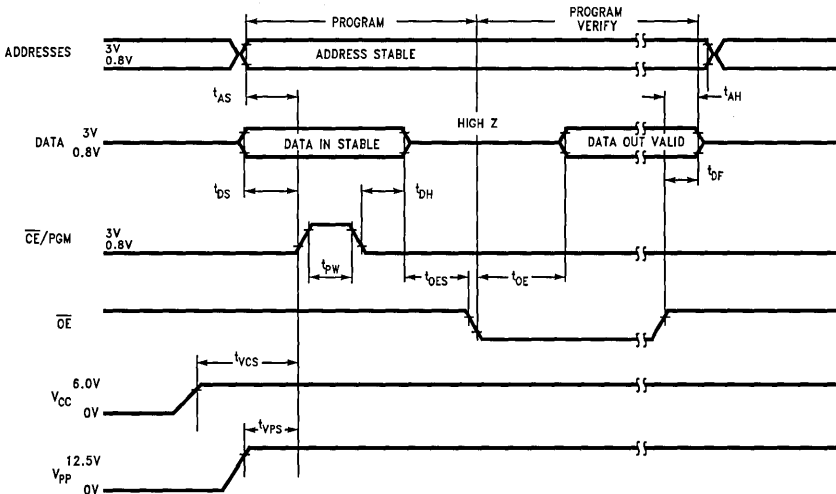 PROGRAM
PROGRAM
VERIFY
ADDRESSES
3V
0.8V
ADDRESS STABLE
tAS
tAH
HIGH Z
DATA
3V
0.8V
DATA IN STABLE
DATA OUT VALID
tDS
tDH
tDF
CE/PGM
3V
0.8V
tPW
tOES
tOE
OE
tVCS
6.0V
VCC
0V
tVPS
12.5V
VPP
0V